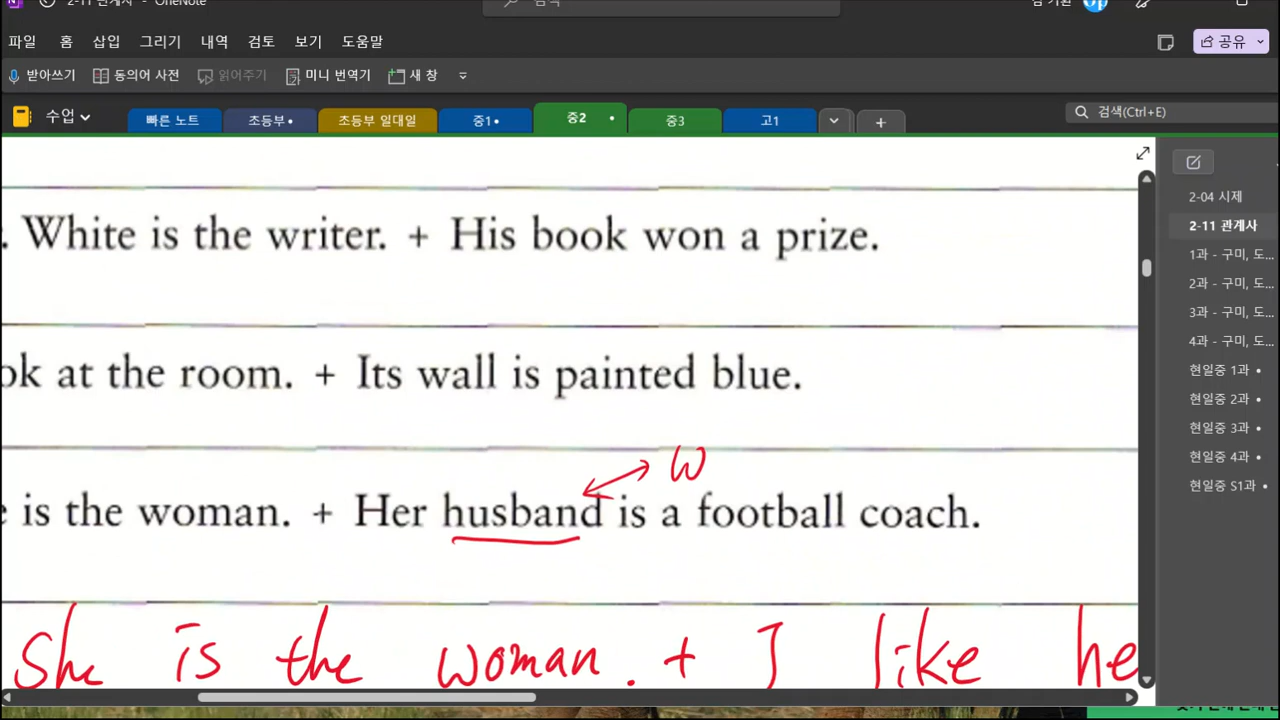 2-11 관계사 - OneNote
검색
파일 홈 삽입 그리기 내역 검토 보기 도움말
공유
받아쓰기 동의어 사전 읽어주기 미니 번역기 새 창
수업
빠른 노트 초등부 초등부 일대일 중1 중2 중3 고1
검색(Ctrl+E)
2-04 시제
2-11 관계사
1과 - 구미, 도...
2과 - 구미, 도...
3과 - 구미, 도...
4과 - 구미, 도...
현일중 1과
현일중 2과
현일중 3과
현일중 4과
현일중 S1과
. White is the writer. + His book won a prize.
ok at the room. + Its wall is painted blue.
w
e is the woman. + Her husband is a football coach.
She is the woman. + I like he